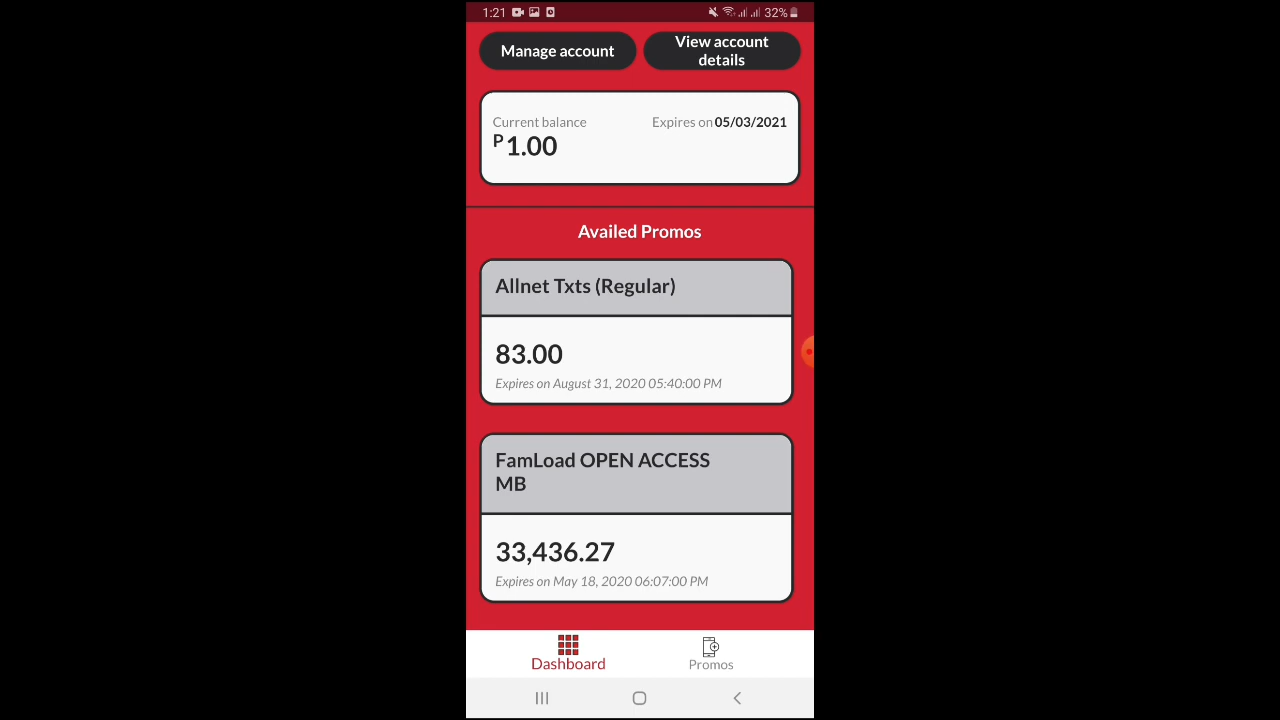 1:21 32%
Manage account
View account
details
Current balance
Expires on 05/03/2021
P1.00
Availed Promos
Allnet Txts (Regular)
83.00
Expires on August 31, 2020 05:40:00 PM
FamLoad OPEN ACCESS
MB
33,436.27
Expires on May 18, 2020 06:07:00 PM
Dashboard
Promos